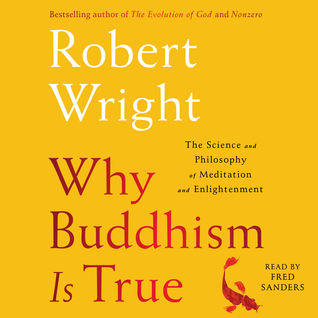 Bestselling author of The Evolution of God and Nonzero
Robert
Wright
The Science and
Philosophy
of Meditation
and Enlightenment
Why
Buddhism
Is True
READ BY
FRED
SANDERS